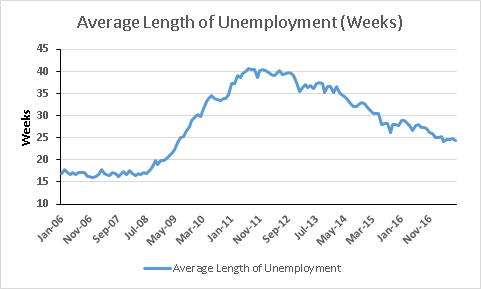 Average Length of Unemployment (Weeks)
45
40
35
30
25
20
15
10
Weeks
Jan-06
Nov-06
Sep-07
Jul-08
May-09
Mar-10
Jan-11
Nov-11
Sep-12
Jul-13
May-14
Mar-15
Jan-16
Nov-16
Average Length of Unemployment